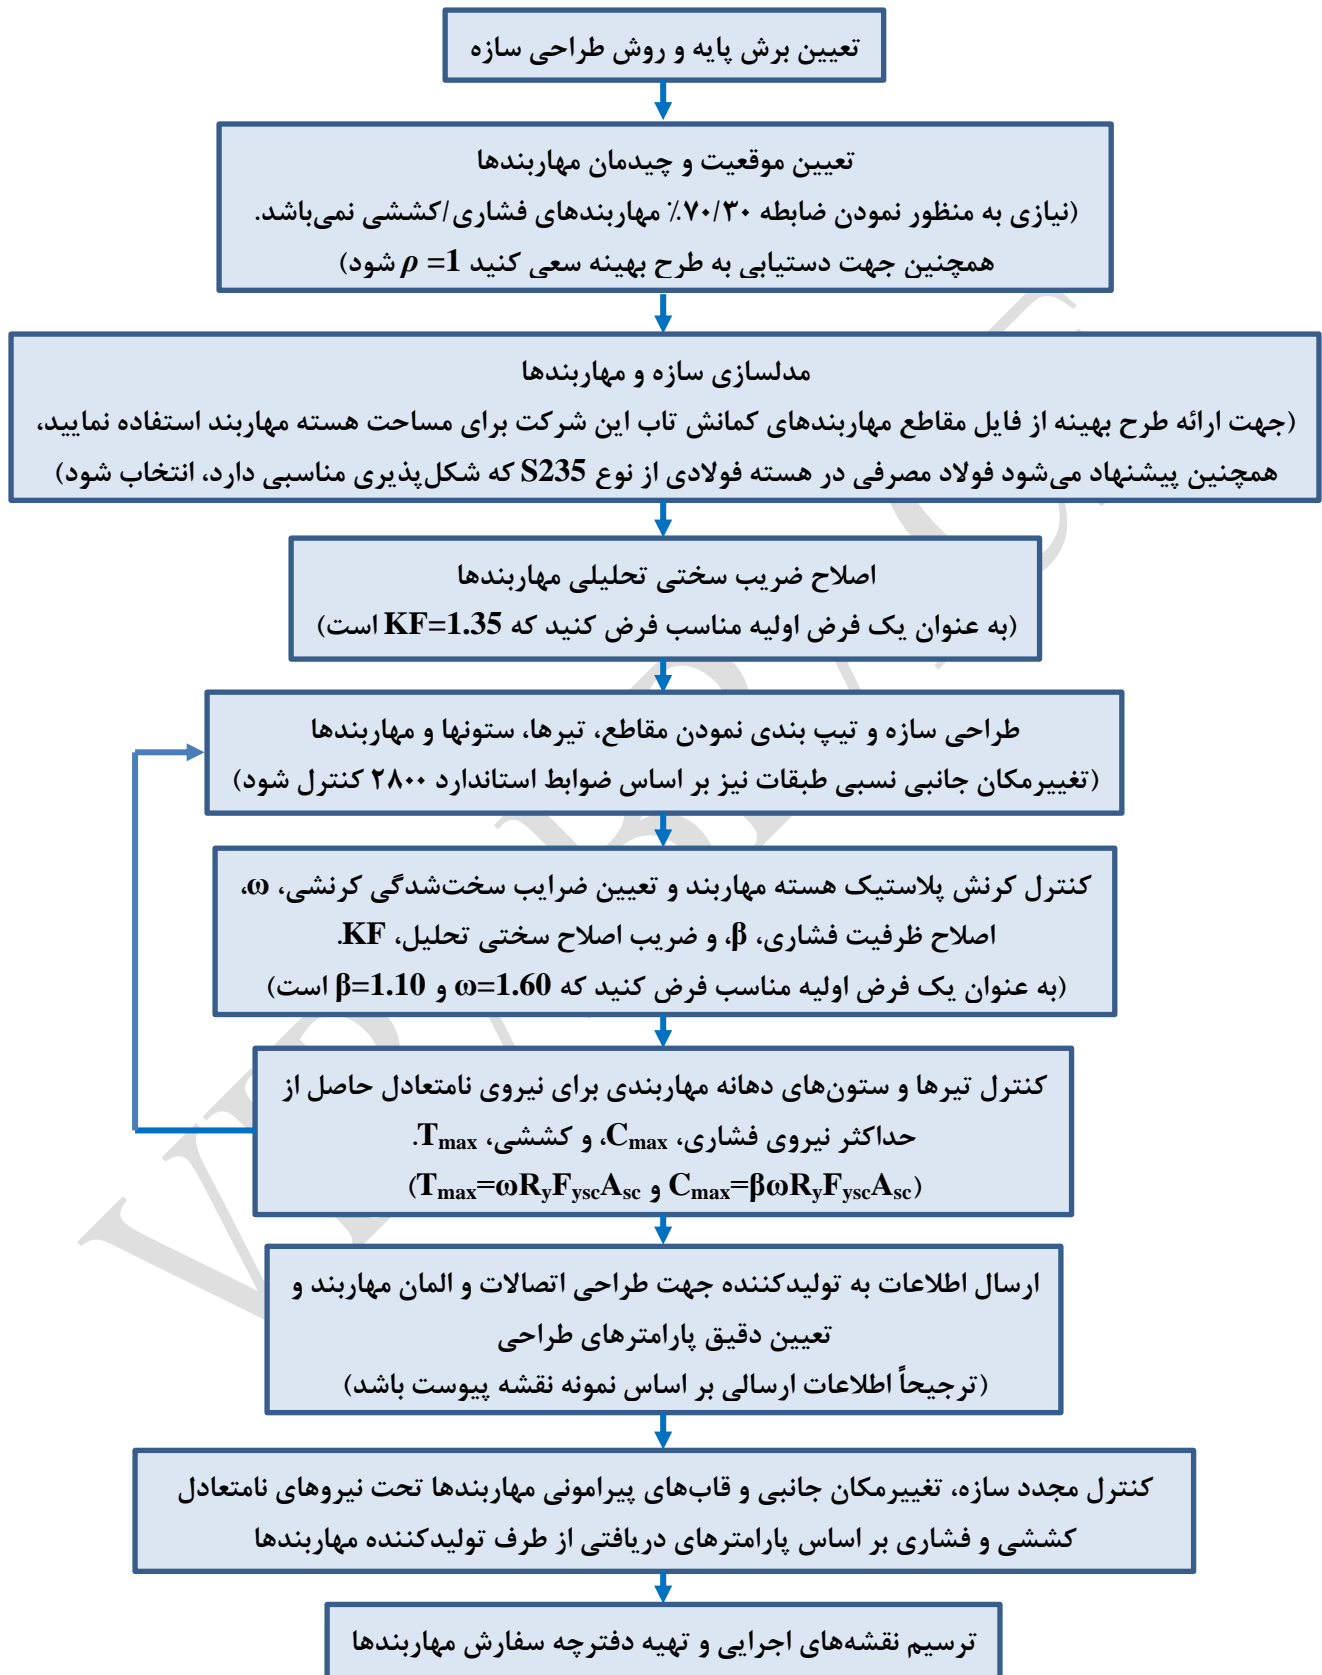 تعیین برش پایه و روش طراحی سازه
تعیین موقعیت و چیدمان مهاربندها
(نیازی به منظور نمودن ضابطه ۷۰/۳۰٪ مهاربندهای فشاری/کششی نمی‌باشد.
همچنین جهت دستیابی به طرح بهینه سعی کنید ρ =1 شود)
مدلسازی سازه و مهاربندها
(جهت ارائه طرح بهینه از فایل مقاطع مهاربندهای کمانش تاب این شرکت برای مساحت هسته مهاربند استفاده نمایید،
همچنین پیشنهاد می‌شود فولاد مصرفی در هسته فولادی از نوع S235 که شکل‌پذیری مناسبی دارد، انتخاب شود)
اصلاح ضریب سختی تحلیلی مهاربندها
(به عنوان یک فرض اولیه مناسب فرض کنید که KF=1.35 است)
طراحی سازه و تیپ بندی نمودن مقاطع، تیرها، ستونها و مهاربندها
(تغییرمکان جانبی نسبی طبقات نیز بر اساس ضوابط استاندارد ۲۸۰۰ کنترل شود)
کنترل کرنش پلاستیک هسته مهاربند و تعیین ضرایب سخت‌شدگی کرنشی، ω،
اصلاح ظرفیت فشاری، β، و ضریب اصلاح سختی تحلیل، KF.
(به عنوان یک فرض اولیه مناسب فرض کنید که ω=1.60 و β=1.10 است)
کنترل تیرها و ستون‌های دهانه مهاربندی برای نیروی نامتعادل حاصل از
حداکثر نیروی فشاری، Cmax، و کششی، Tmax.
(Cmax=βωRyFyscAsc و Tmax=ωRyFyscAsc)
ارسال اطلاعات به تولیدکننده جهت طراحی اتصالات و المان مهاربند و
تعیین دقیق پارامترهای طراحی
(ترجیحاً اطلاعات ارسالی بر اساس نمونه نقشه پیوست باشد)
کنترل مجدد سازه، تغییرمکان جانبی و قاب‌های پیرامونی مهاربندها تحت نیروهای نامتعادل
کششی و فشاری بر اساس پارامترهای دریافتی از طرف تولیدکننده مهاربندها
ترسیم نقشه‌های اجرایی و تهیه دفترچه سفارش مهاربندها